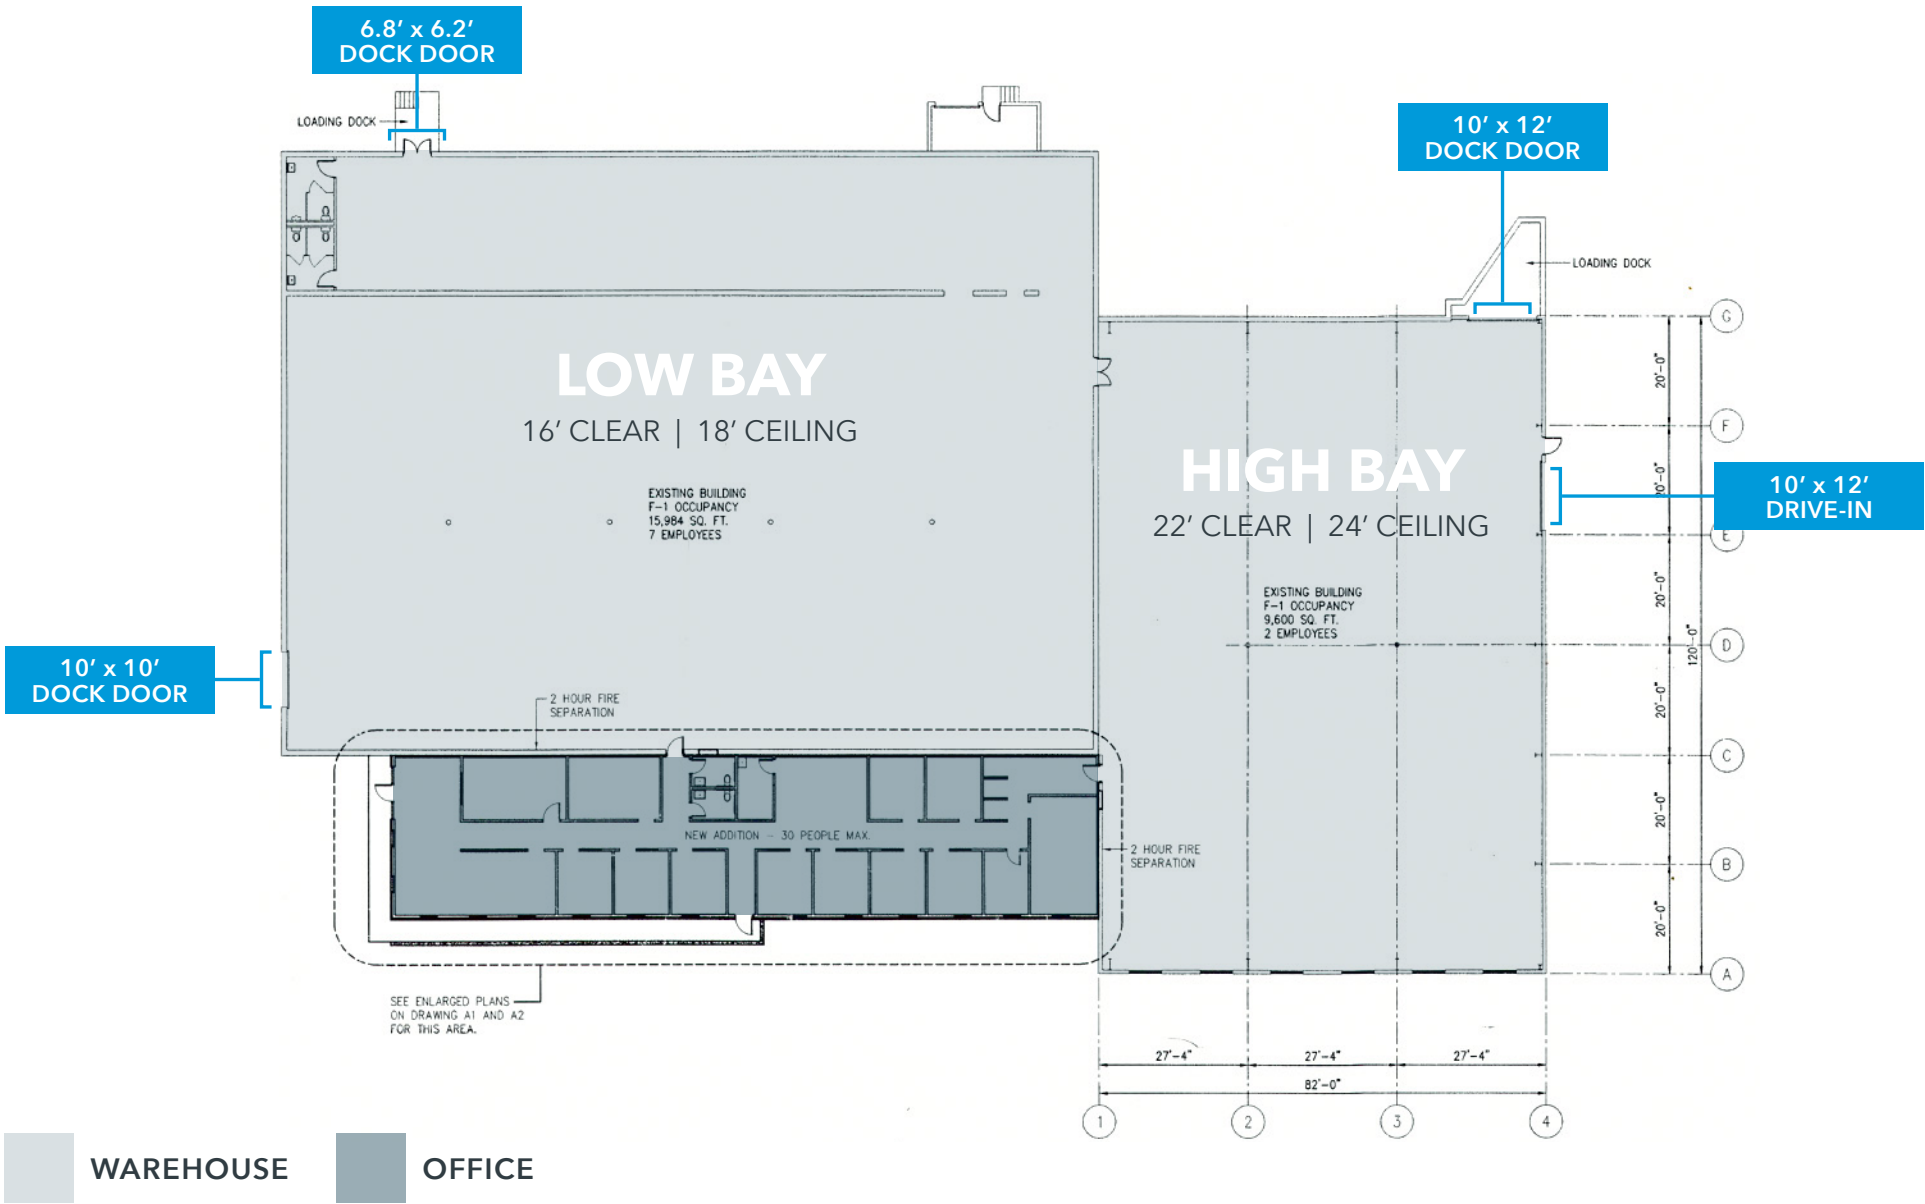 6.8’ x 6.2’
DOCK DOOR
LOADING DOCK
10’ x 12’
DOCK DOOR
LOADING DOCK
G
20'-0"
LOW BAY
16’ CLEAR | 18’ CEILING
F
HIGH BAY
22’ CLEAR | 24’ CEILING
20'-0"
10’ x 12’
DRIVE-IN
EXISTING BUILDING
F-1 OCCUPANCY
15,984 SQ. FT.
7 EMPLOYEES
E
EXISTING BUILDING
F-1 OCCUPANCY
9,600 SQ. FT.
2 EMPLOYEES
20'-0"
120'-0"
D
10’ x 10’
DOCK DOOR
2 HOUR FIRE
SEPARATION
20'-0"
C
20'-0"
NEW ADDITION - 30 PEOPLE MAX.
2 HOUR FIRE
SEPARATION
B
20'-0"
A
SEE ENLARGED PLANS
ON DRAWING A1 AND A2
FOR THIS AREA.
27'-4" 27'-4" 27'-4"
82'-0"
1 2 3 4
WAREHOUSE OFFICE